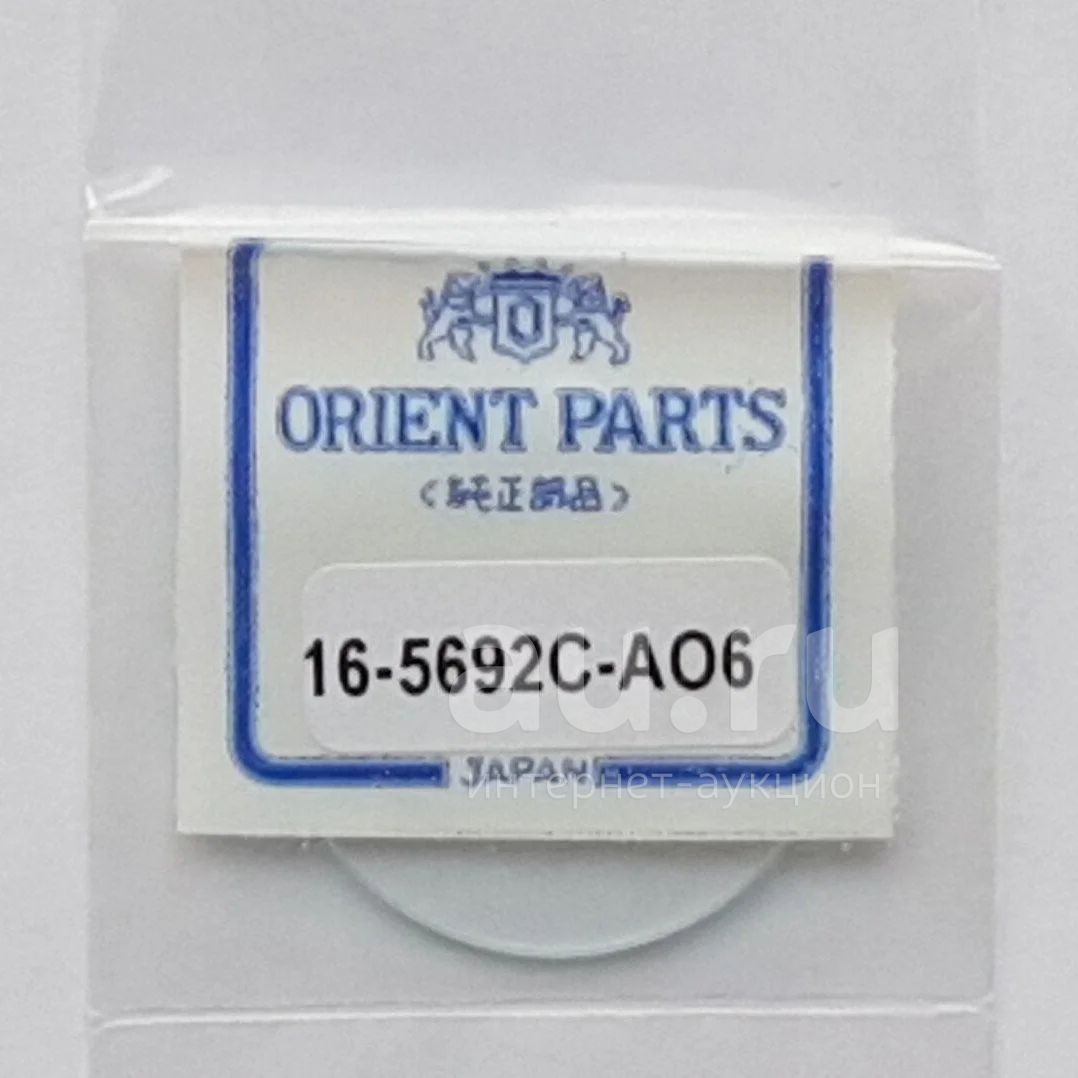 ORIENT PARTS
〈純正部品〉
16-5692C-AO6
au.ru
JAPAN
интернет-аукцион